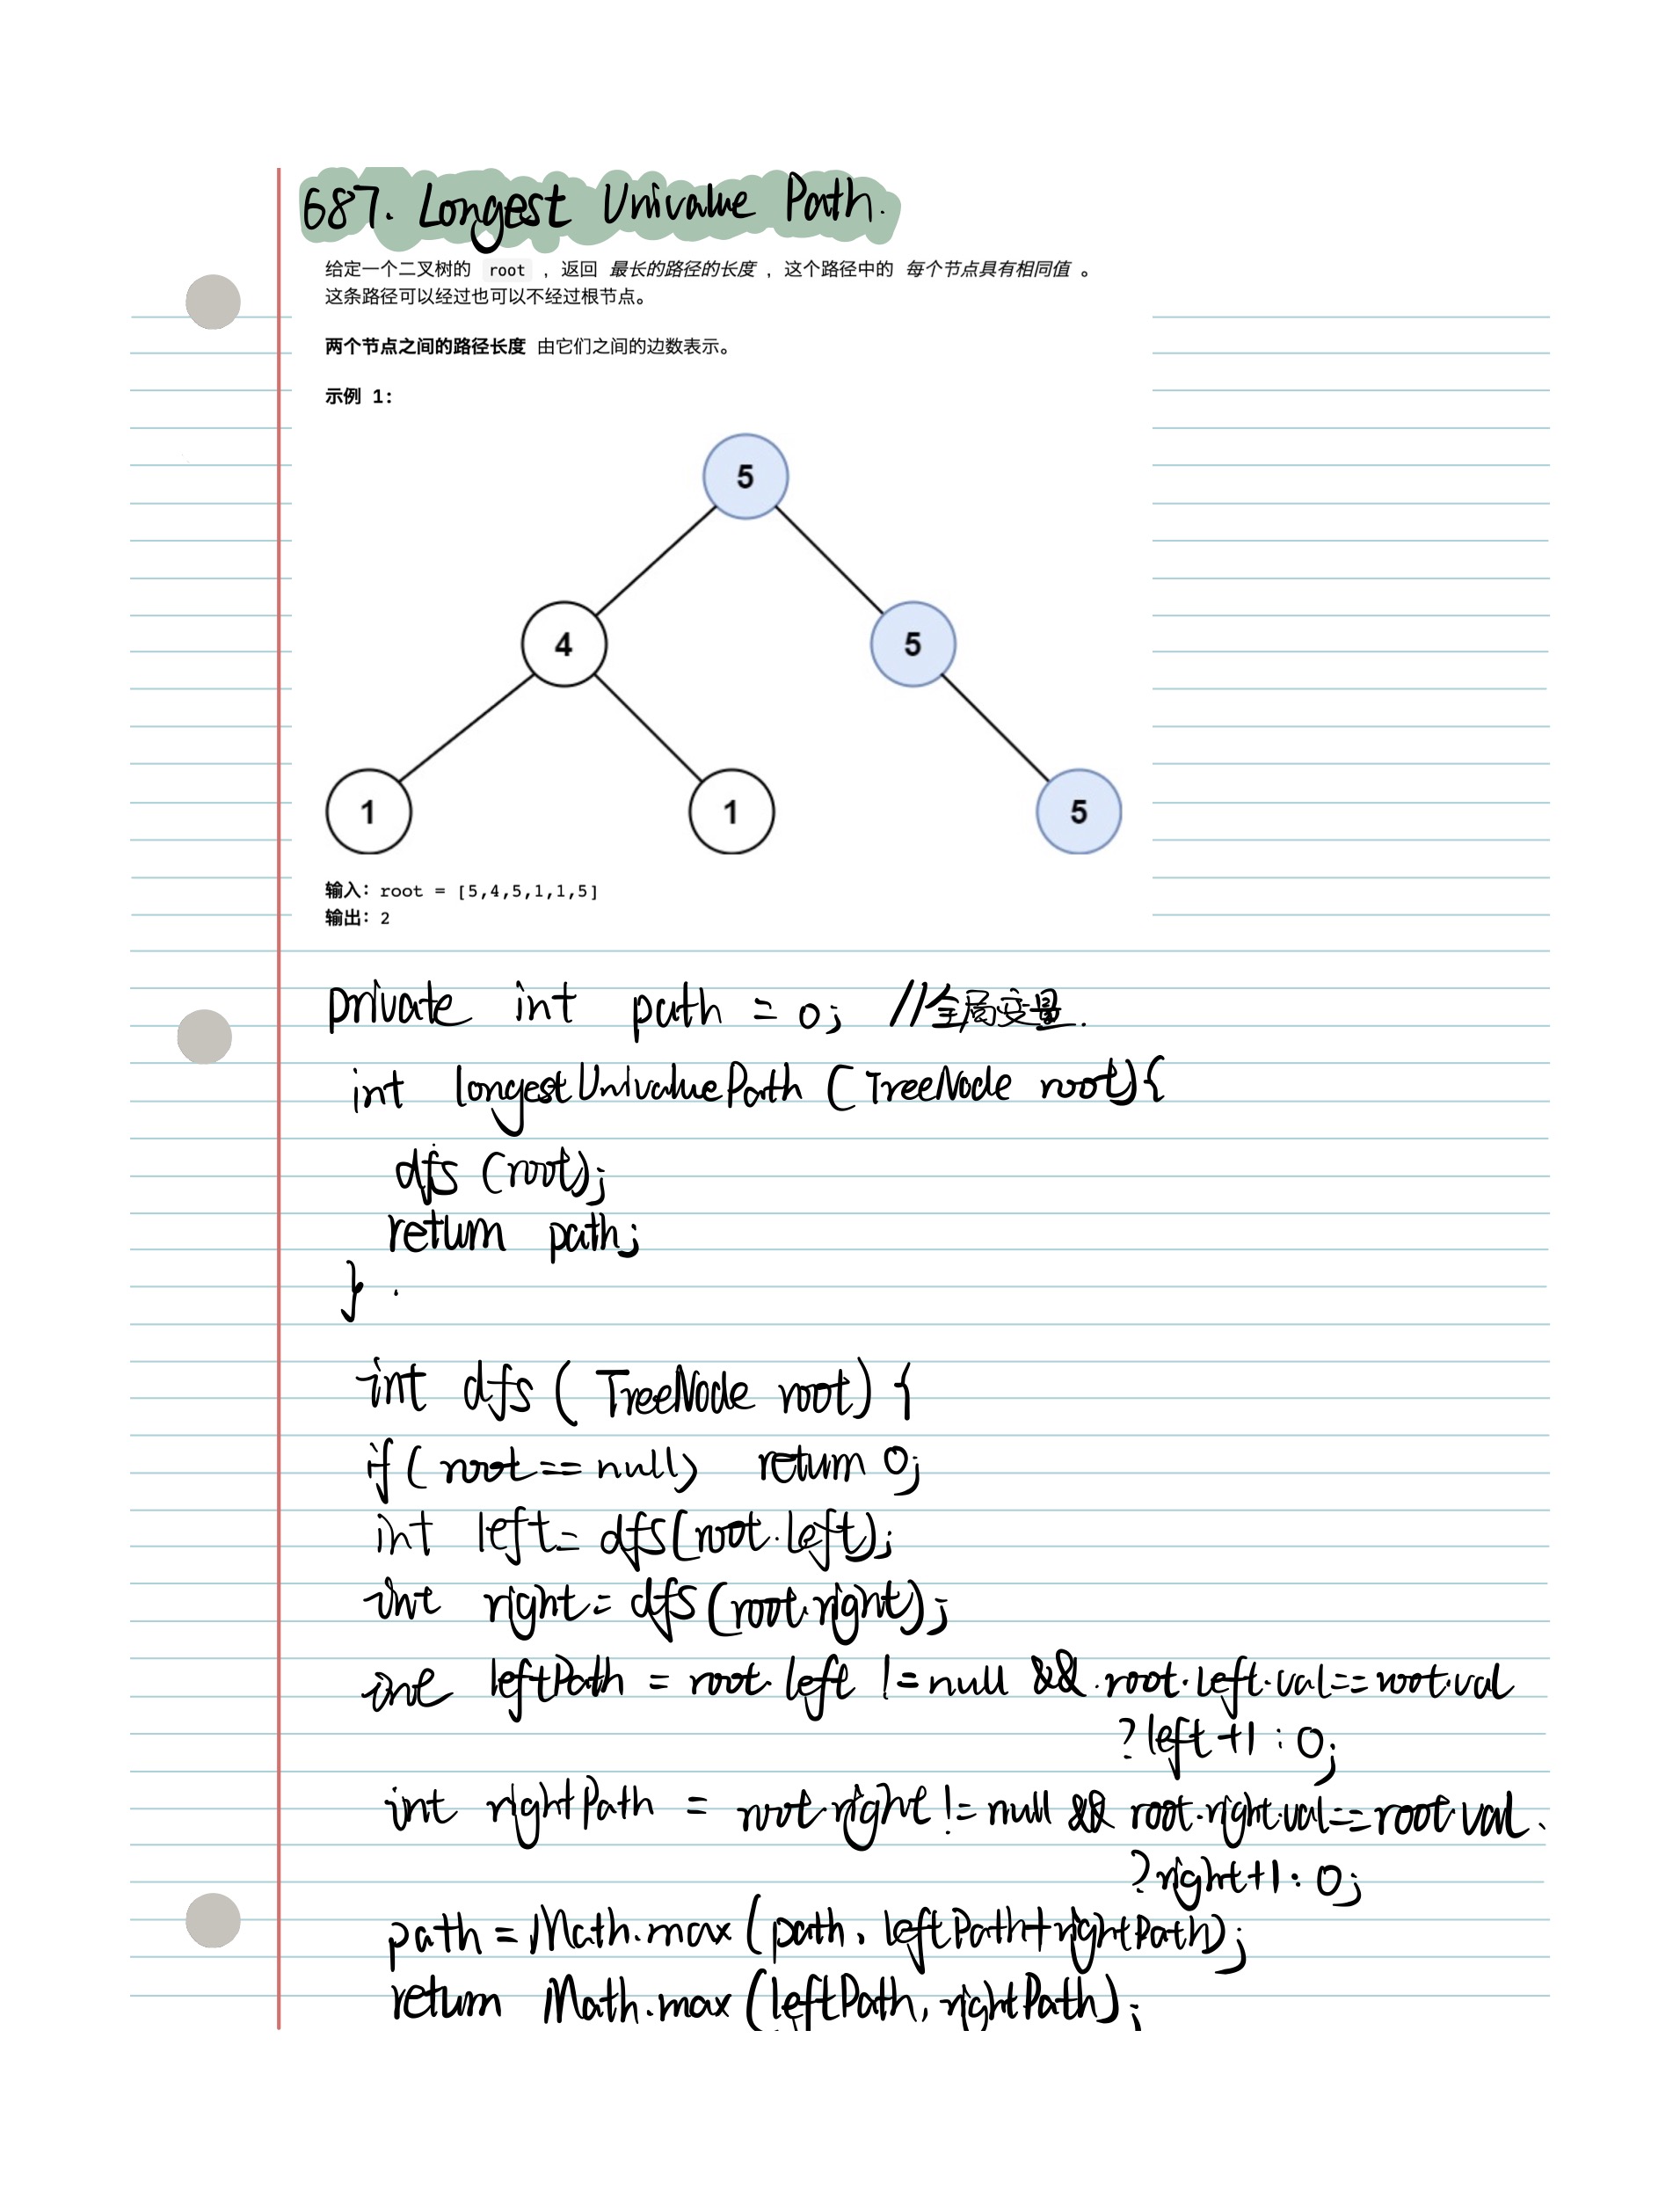 687. Longest Univalue Path.
给定一个二叉树的 root ，返回 最长的路径的长度 ，这个路径中的 每个节点具有相同值 。
这条路径可以经过也可以不经过根节点。
两个节点之间的路径长度 由它们之间的边数表示。
示例 1:
5
4 5
1 1 5
输入: root = [5,4,5,1,1,5]
输出: 2
private int path = 0; //全局变量.
int longestUnivaluePath (TreeNode root){
dfs (root);
return path;
} .
int dfs ( TreeNode root) {
if ( root == null) return 0;
int left = dfs(root.left);
int right = dfs (root.right);
int leftPath = root.left != null && root.left.val == root.val
? left +1 : 0;
int rightPath = root.right != null && root.right.val == root.val.
? right+1 : 0;
path = Math.max (path, leftPath+rightPath);
return Math.max (leftPath, rightPath);